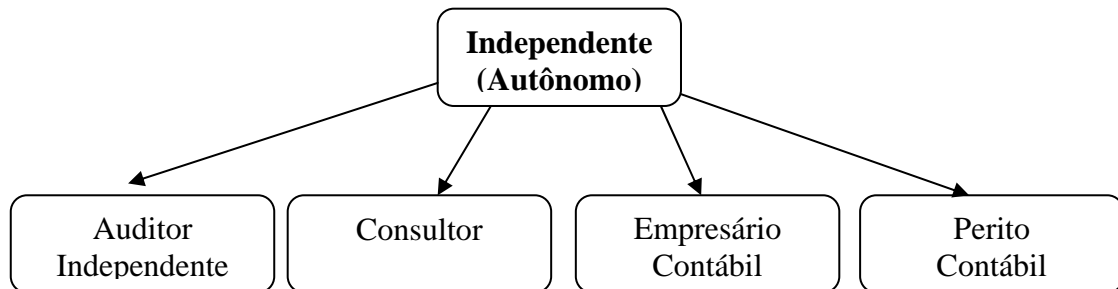 Independente
(Autônomo)
Auditor
Independente
Consultor
Empresário
Contábil
Perito
Contábil